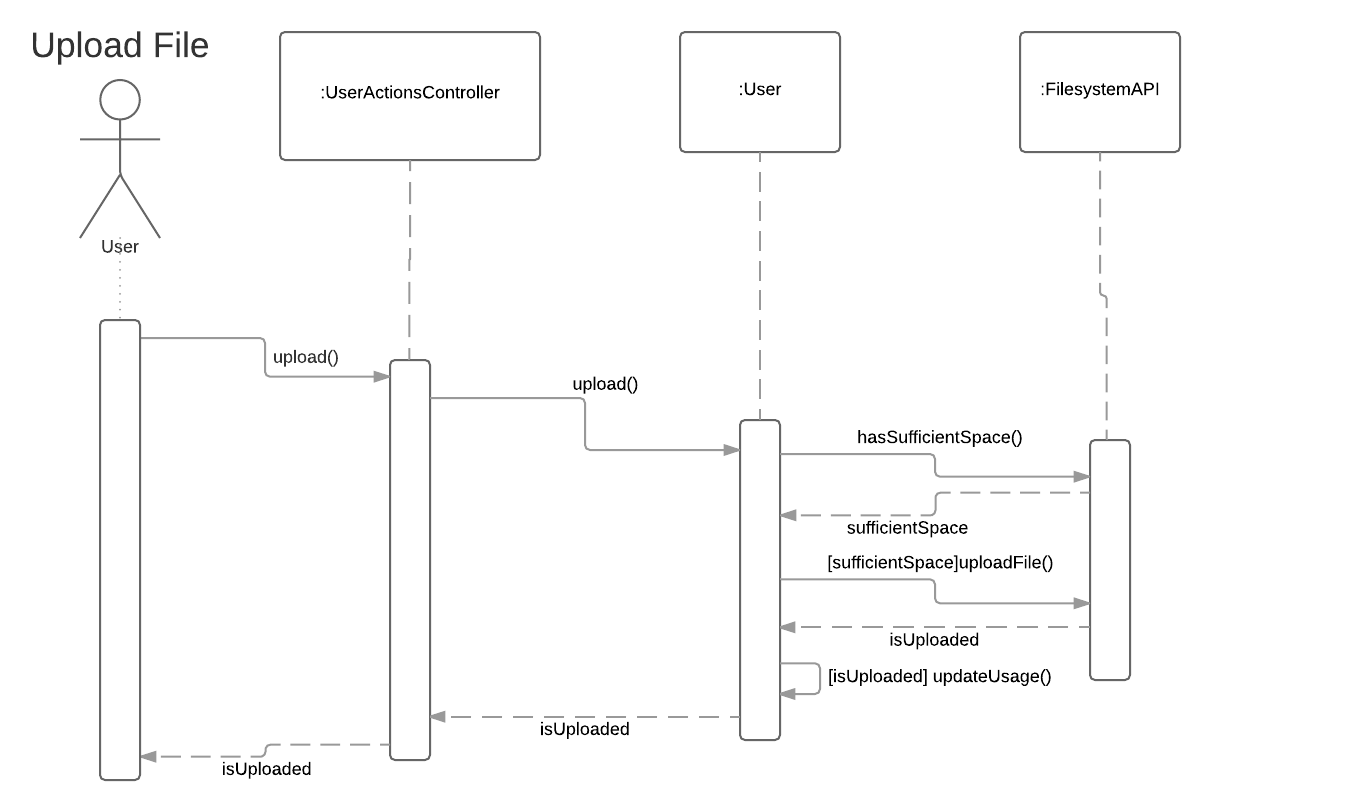 Upload File
:UserActionsController
:User
:FilesystemAPI
User
upload()
upload()
hasSufficientSpace()
sufficientSpace
[sufficientSpace]uploadFile()
isUploaded
[isUploaded] updateUsage()
isUploaded
isUploaded